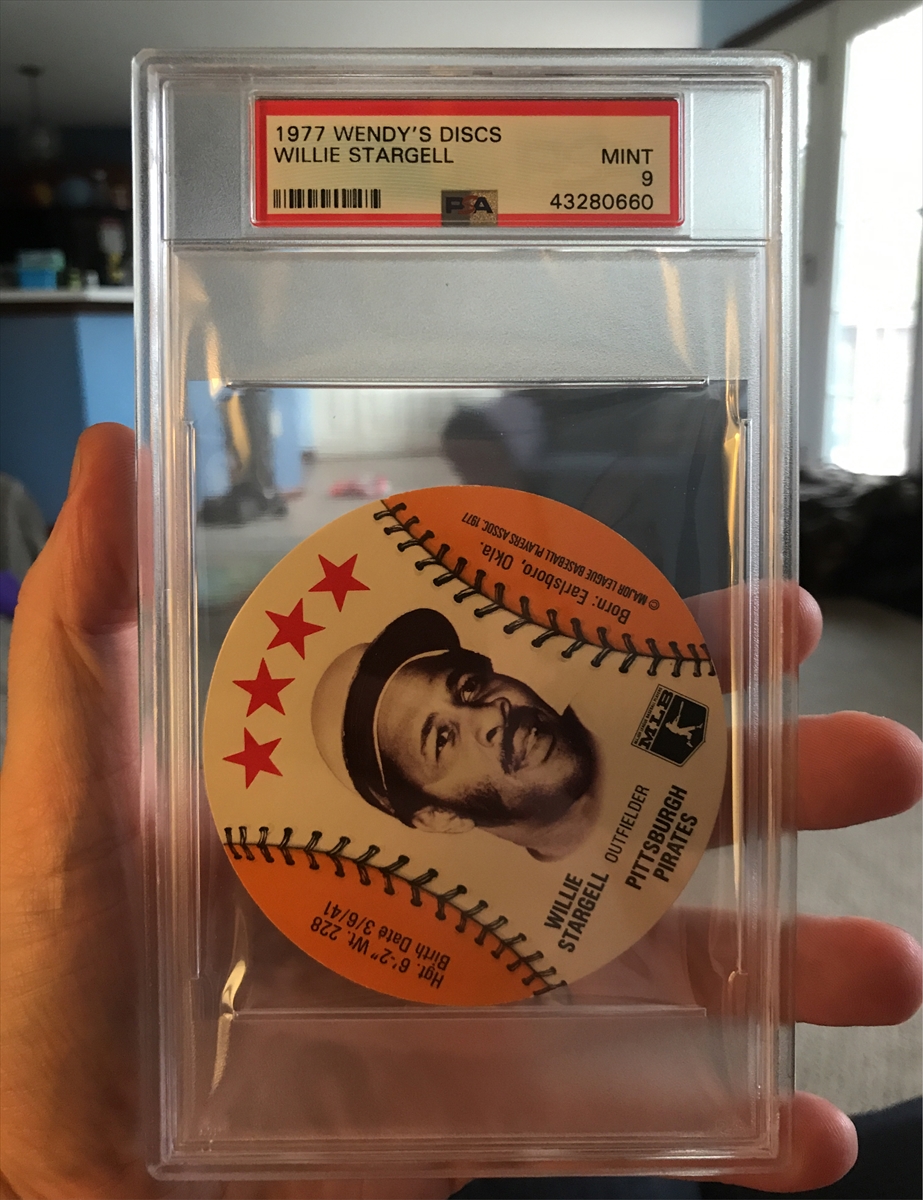 1977 WENDY'S DISCS
WILLIE STARGELL
MINT
9
43280660
PSA
© MAJOR LEAGUE BASEBALL PLAYERS ASSOC. 1977
Born: Earlsboro, Okla.
MLB
WILLIE
STARGELL
OUTFIELDER
PITTSBURGH
PIRATES
Hgt. 6'-2" Wt. 228
Birth Date 3/6/41